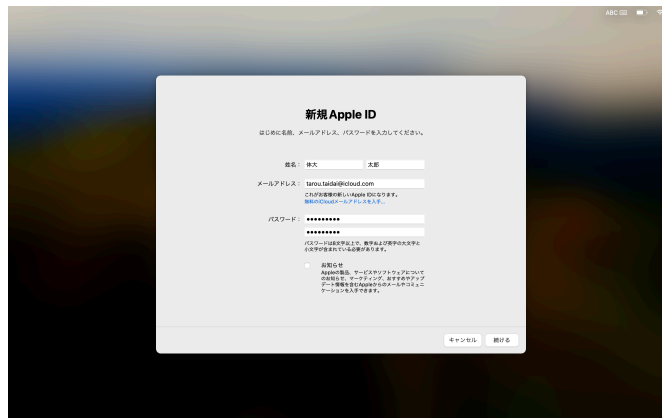 ABC
新規 Apple ID
はじめに名前、メールアドレス、パスワードを入力してください。
姓名： 体大 太郎
メールアドレス： tarou.taidai@icloud.com
これがお客様の新しいApple IDになります。
無料のiCloudメールアドレスを入手...
パスワード： ●●●●●●●●●
●●●●●●●●●
パスワードは8文字以上で、数字および英字の大文字と
小文字が含まれている必要があります。
お知らせ
Appleの製品、サービスやソフトウェアについて
のお知らせ、マーケティング、おすすめやアップ
デート情報を含むAppleからのメールやコミュニ
ケーションを入手できます。
キャンセル 続ける